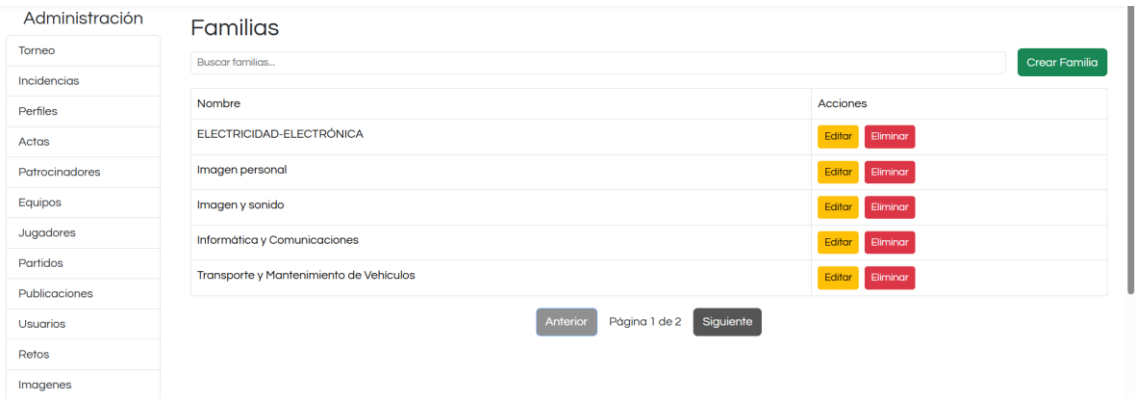 Administración
Torneo
Incidencias
Perfiles
Actas
Patrocinadores
Equipos
Jugadores
Partidos
Publicaciones
Usuarios
Retos
Imagenes
Familias
Buscar familias...
Crear Familia
Nombre Acciones
ELECTRICIDAD-ELECTRÓNICA Editar Eliminar
Imagen personal Editar Eliminar
Imagen y sonido Editar Eliminar
Informática y Comunicaciones Editar Eliminar
Transporte y Mantenimiento de Vehículos Editar Eliminar
Anterior Página 1 de 2 Siguiente